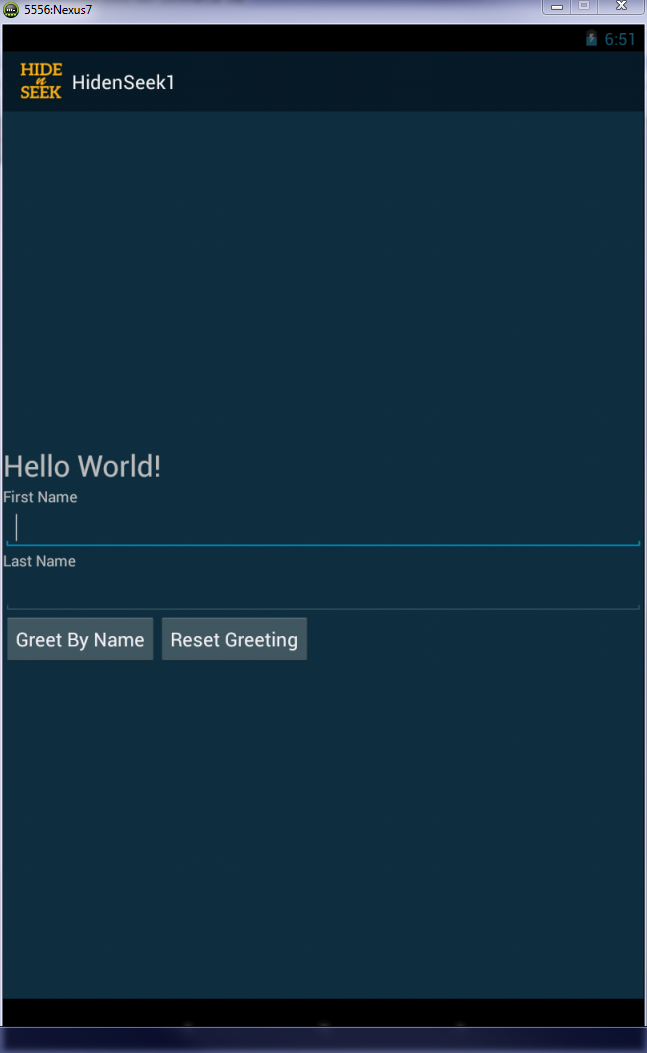 5556:Nexus7
6:51
HIDE
n
SEEK
HidenSeek1
Hello World!
First Name
Last Name
Greet By Name
Reset Greeting